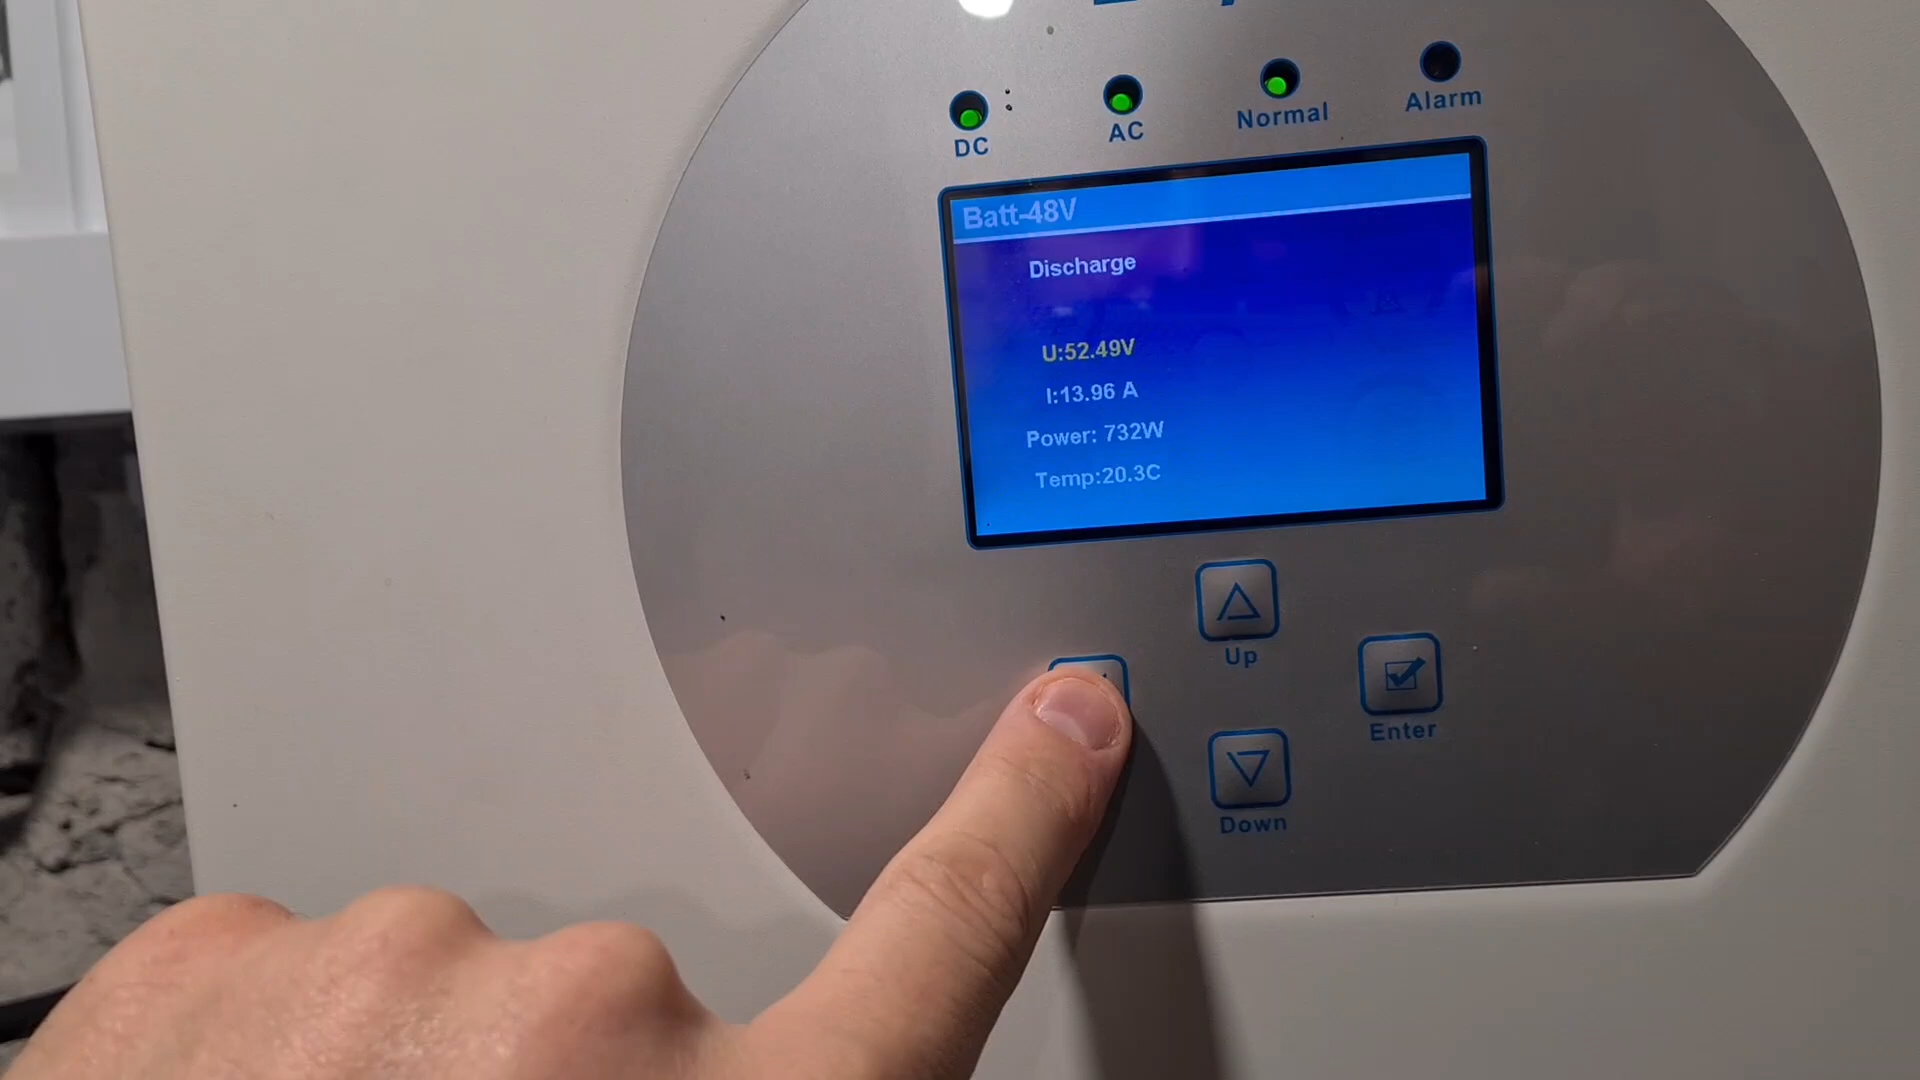 DC
AC
Normal
Alarm
Batt-48V
Discharge
U:52.49V
I:13.96 A
Power: 732W
Temp:20.3C
Up
Enter
Down